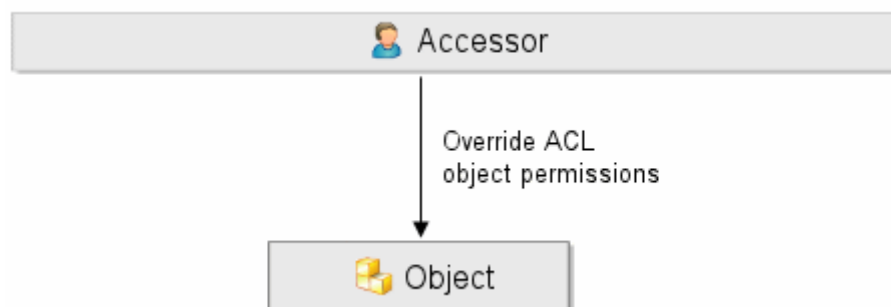 Accessor
Override ACL
object permissions
Object